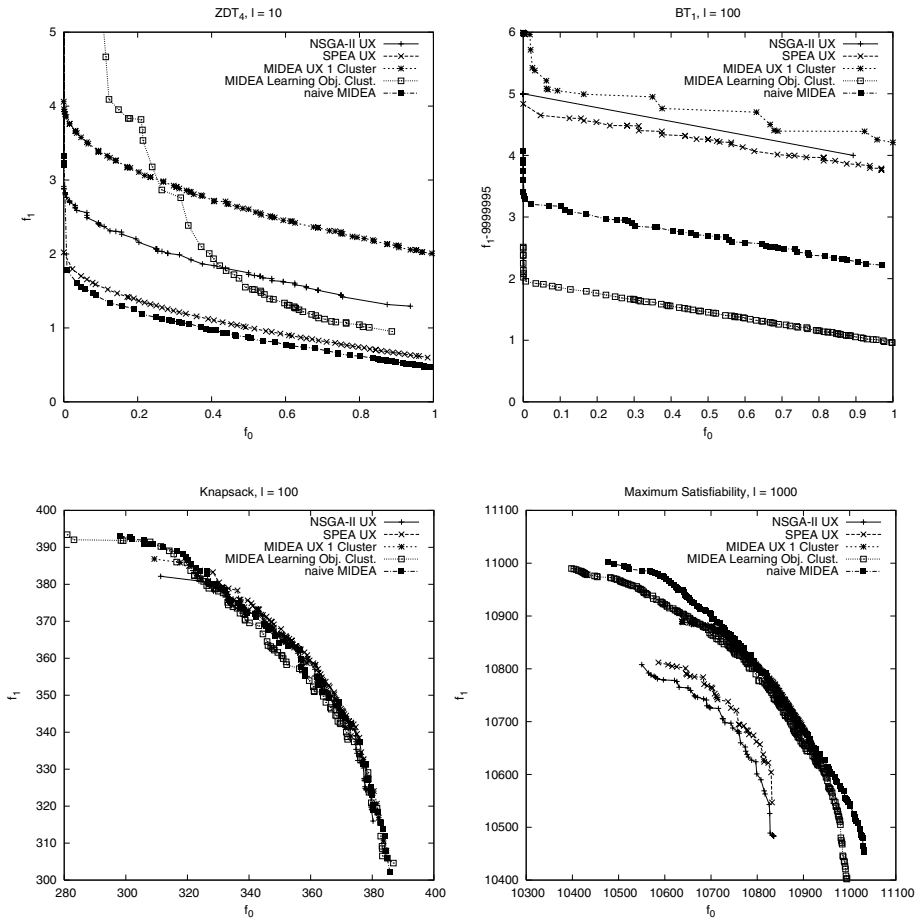 ZDT4, l = 10
NSGA-II UX
SPEA UX
MIDEA UX 1 Cluster
MIDEA Learning Obj. Clust.
naive MIDEA
5
4
3
2
1
0
f1
0
0.2
0.4
0.6
0.8
1
f0
BT1, l = 100
NSGA-II UX
SPEA UX
MIDEA UX 1 Cluster
MIDEA Learning Obj. Clust.
naive MIDEA
6
5
4
3
2
1
0
f1-9999995
0
0.1
0.2
0.3
0.4
0.5
0.6
0.7
0.8
0.9
1
f0
Knapsack, l = 100
NSGA-II UX
SPEA UX
MIDEA UX 1 Cluster
MIDEA Learning Obj. Clust.
naive MIDEA
400
390
380
370
360
350
340
330
320
310
300
f1
280
300
320
340
360
380
400
f0
Maximum Satisfiability, l = 1000
NSGA-II UX
SPEA UX
MIDEA UX 1 Cluster
MIDEA Learning Obj. Clust.
naive MIDEA
11100
11000
10900
10800
10700
10600
10500
10400
f1
10300
10400
10500
10600
10700
10800
10900
11000
11100
f0